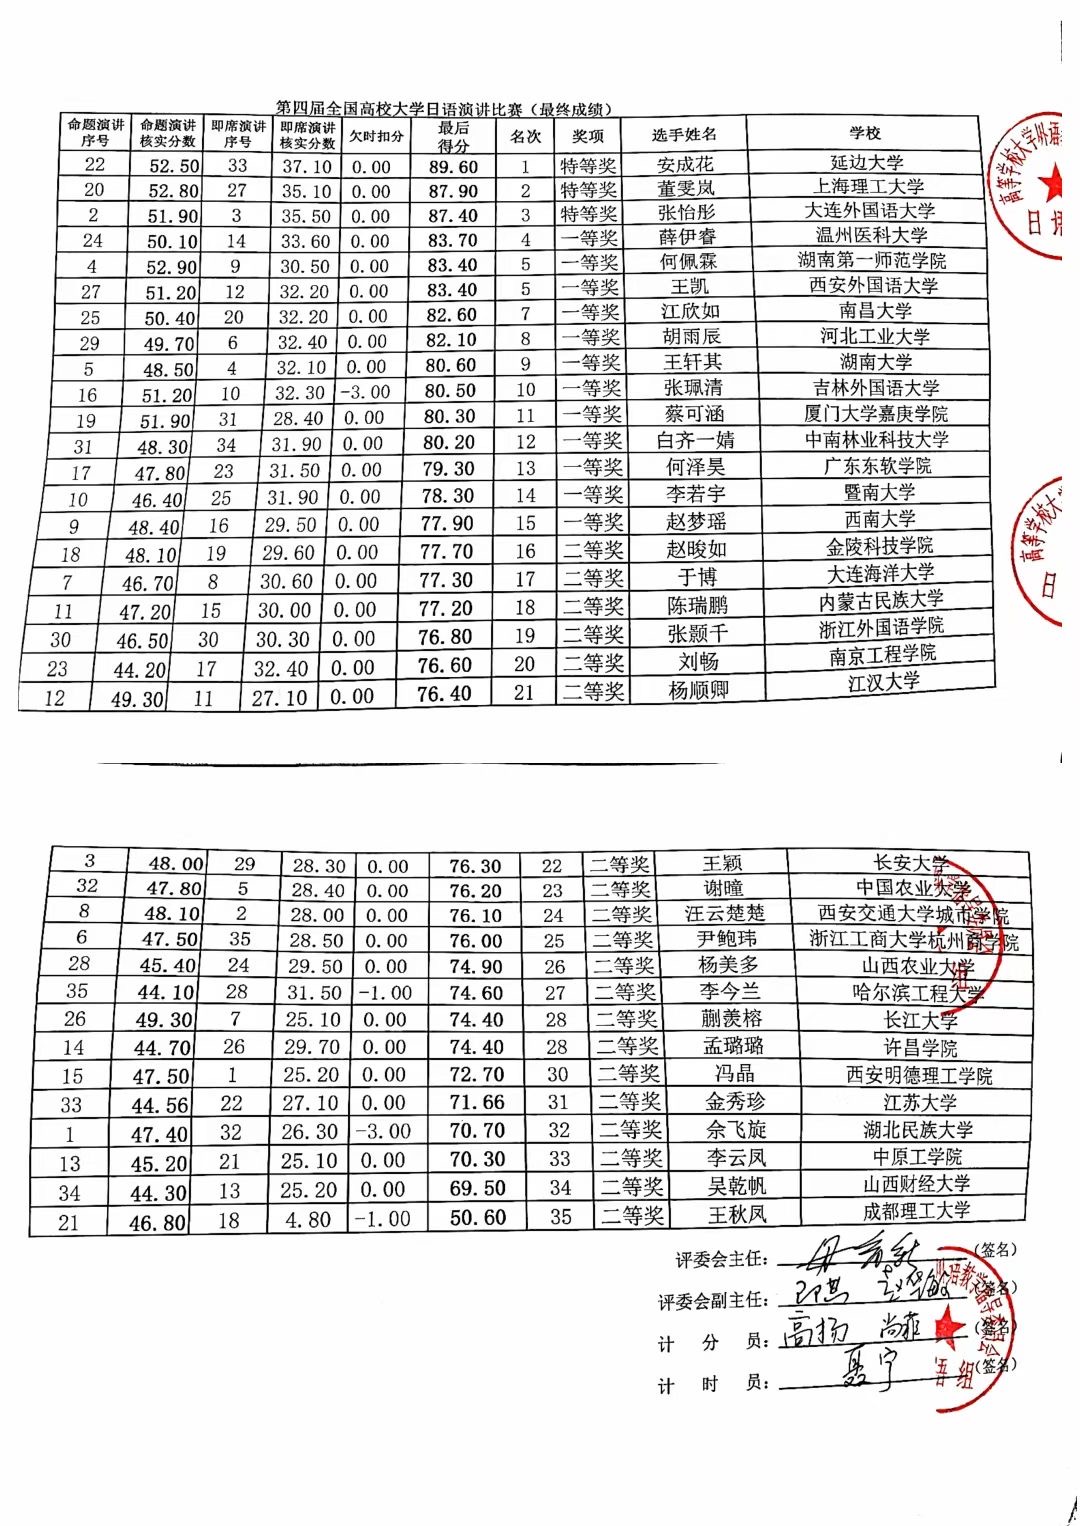 第四届全国高校大学日语演讲比赛（最终成绩）
命题演讲序号 命题演讲核实分数 即席演讲序号 即席演讲核实分数 欠时扣分 最后得分 名次 奖项 选手姓名 学校
22 52.50 33 37.10 0.00 89.60 1 特等奖 安成花 延边大学
20 52.80 27 35.10 0.00 87.90 2 特等奖 董雯岚 上海理工大学
2 51.90 3 35.50 0.00 87.40 3 特等奖 张怡彤 大连外国语大学
24 50.10 14 33.60 0.00 83.70 4 一等奖 薛伊睿 温州医科大学
4 52.90 9 30.50 0.00 83.40 5 一等奖 何佩霖 湖南第一师范学院
27 51.20 12 32.20 0.00 83.40 5 一等奖 王凯 西安外国语大学
25 50.40 20 32.20 0.00 82.60 7 一等奖 江欣如 南昌大学
29 49.70 6 32.40 0.00 82.10 8 一等奖 胡雨辰 河北工业大学
5 48.50 4 32.10 0.00 80.60 9 一等奖 王轩其 湖南大学
16 51.20 10 32.30 -3.00 80.50 10 一等奖 张珮清 吉林外国语大学
19 51.90 31 28.40 0.00 80.30 11 一等奖 蔡可涵 厦门大学嘉庚学院
31 48.30 34 31.90 0.00 80.20 12 一等奖 白齐一婧 中南林业科技大学
17 47.80 23 31.50 0.00 79.30 13 一等奖 何泽昊 广东东软学院
10 46.40 25 31.90 0.00 78.30 14 一等奖 李若宇 暨南大学
9 48.40 16 29.50 0.00 77.90 15 一等奖 赵梦瑶 西南大学
18 48.10 19 29.60 0.00 77.70 16 二等奖 赵晙如 金陵科技学院
7 46.70 8 30.60 0.00 77.30 17 二等奖 于博 大连海洋大学
11 47.20 15 30.00 0.00 77.20 18 二等奖 陈瑞鹏 内蒙古民族大学
30 46.50 30 30.30 0.00 76.80 19 二等奖 张颢千 浙江外国语学院
23 44.20 17 32.40 0.00 76.60 20 二等奖 刘畅 南京工程学院
12 49.30 11 27.10 0.00 76.40 21 二等奖 杨顺卿 江汉大学
3 48.00 29 28.30 0.00 76.30 22 二等奖 王颖 长安大学
32 47.80 5 28.40 0.00 76.20 23 二等奖 谢曈 中国农业大学
8 48.10 2 28.00 0.00 76.10 24 二等奖 汪云楚楚 西安交通大学城市学院
6 47.50 35 28.50 0.00 76.00 25 二等奖 尹鲍玮 浙江工商大学杭州商学院
28 45.40 24 29.50 0.00 74.90 26 二等奖 杨美多 山西农业大学
35 44.10 28 31.50 -1.00 74.60 27 二等奖 李今兰 哈尔滨工程大学
26 49.30 7 25.10 0.00 74.40 28 二等奖 蒯羨榕 长江大学
14 44.70 26 29.70 0.00 74.40 28 二等奖 孟璐璐 许昌学院
15 47.50 1 25.20 0.00 72.70 30 二等奖 冯晶 西安明德理工学院
33 44.56 22 27.10 0.00 71.66 31 二等奖 金秀珍 江苏大学
1 47.40 32 26.30 -3.00 70.70 32 二等奖 佘飞旋 湖北民族大学
13 45.20 21 25.10 0.00 70.30 33 二等奖 李云凤 中原工学院
34 44.30 13 25.20 0.00 69.50 34 二等奖 吴乾帆 山西财经大学
21 46.80 18 4.80 -1.00 50.60 35 二等奖 王秋凤 成都理工大学
评委会主任： （签名）
评委会副主任： （签名）
计 分 员： 高扬 尚菲 （签名）
计 时 员： 聂宇 （签名）
高等学校大学外语
高等学校大
日
语组